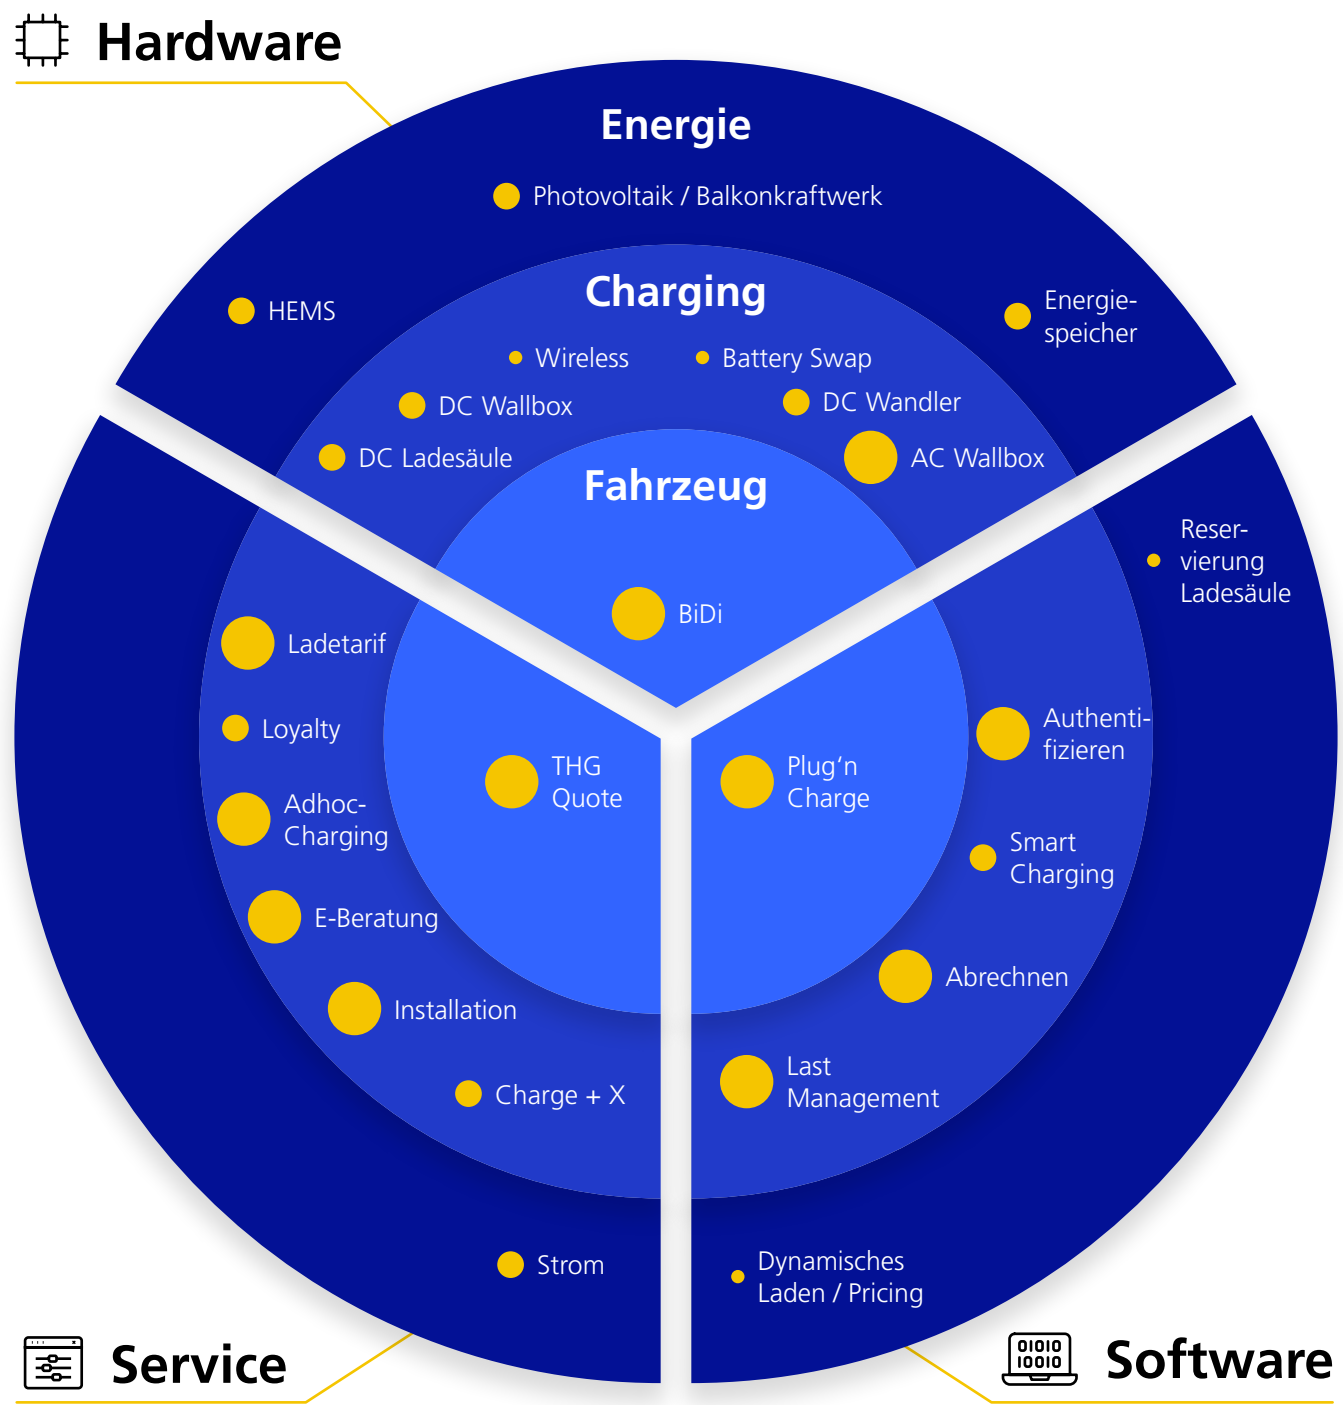 Hardware
Energie
Photovoltaik / Balkonkraftwerk
HEMS
Energie-
speicher
Charging
Wireless
Battery Swap
DC Wallbox
DC Wandler
DC Ladesäule
AC Wallbox
Fahrzeug
BiDi
Reser-
vierung
Ladesäule
Ladetarif
Loyalty
Adhoc-
Charging
E-Beratung
Installation
Charge + X
THG
Quote
Plug‘n
Charge
Authenti-
fizieren
Smart
Charging
Abrechnen
Last
Management
Strom
Dynamisches
Laden / Pricing
Service
01010
10010
Software